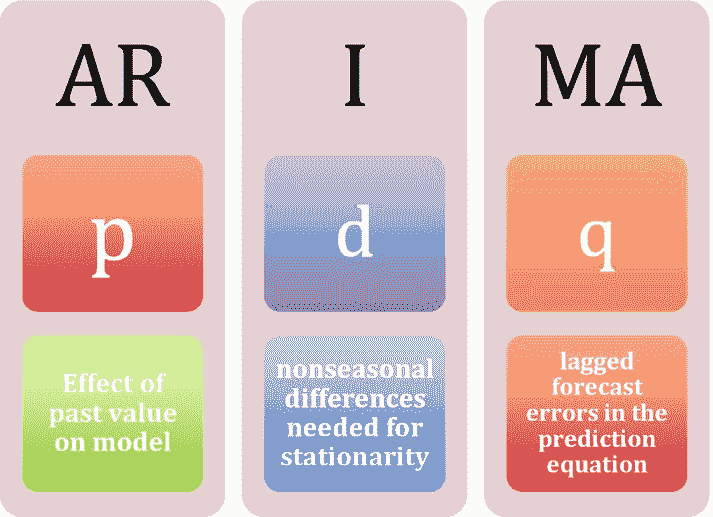 AR
p
Effect of
past value
on model
I
d
nonseasonal
differences
needed for
stationarity
MA
q
lagged
forecast
errors in the
prediction
equation